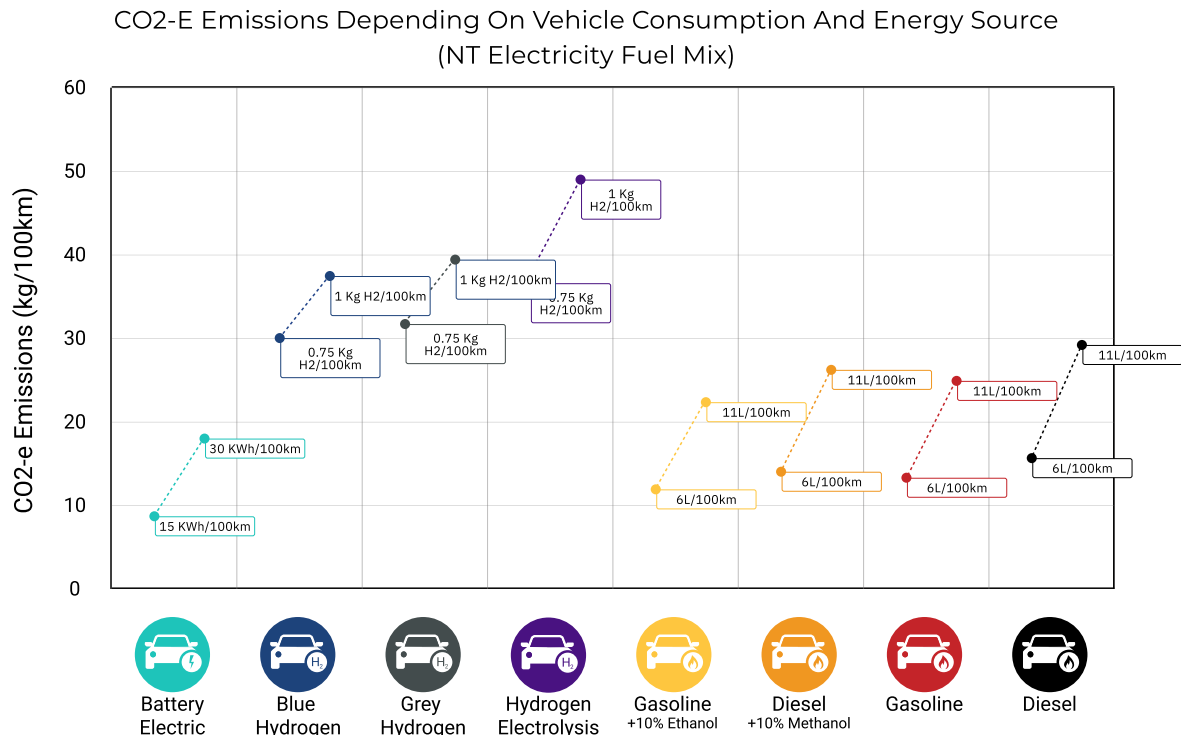 CO2-E Emissions Depending On Vehicle Consumption And Energy Source
(NT Electricity Fuel Mix)
CO2-e Emissions (kg/100km)
60
50
40
30
20
10
0
15 KWh/100km
30 KWh/100km
0.75 Kg
H2/100km
1 Kg H2/100km
0.75 Kg
H2/100km
1 Kg H2/100km
.75 Kg
H2/100km
1 Kg
H2/100km
6L/100km
11L/100km
6L/100km
11L/100km
6L/100km
11L/100km
6L/100km
11L/100km
H2
H2
H2
Battery
Electric
Blue
Hydrogen
Grey
Hydrogen
Hydrogen
Electrolysis
Gasoline
+10% Ethanol
Diesel
+10% Methanol
Gasoline
Diesel